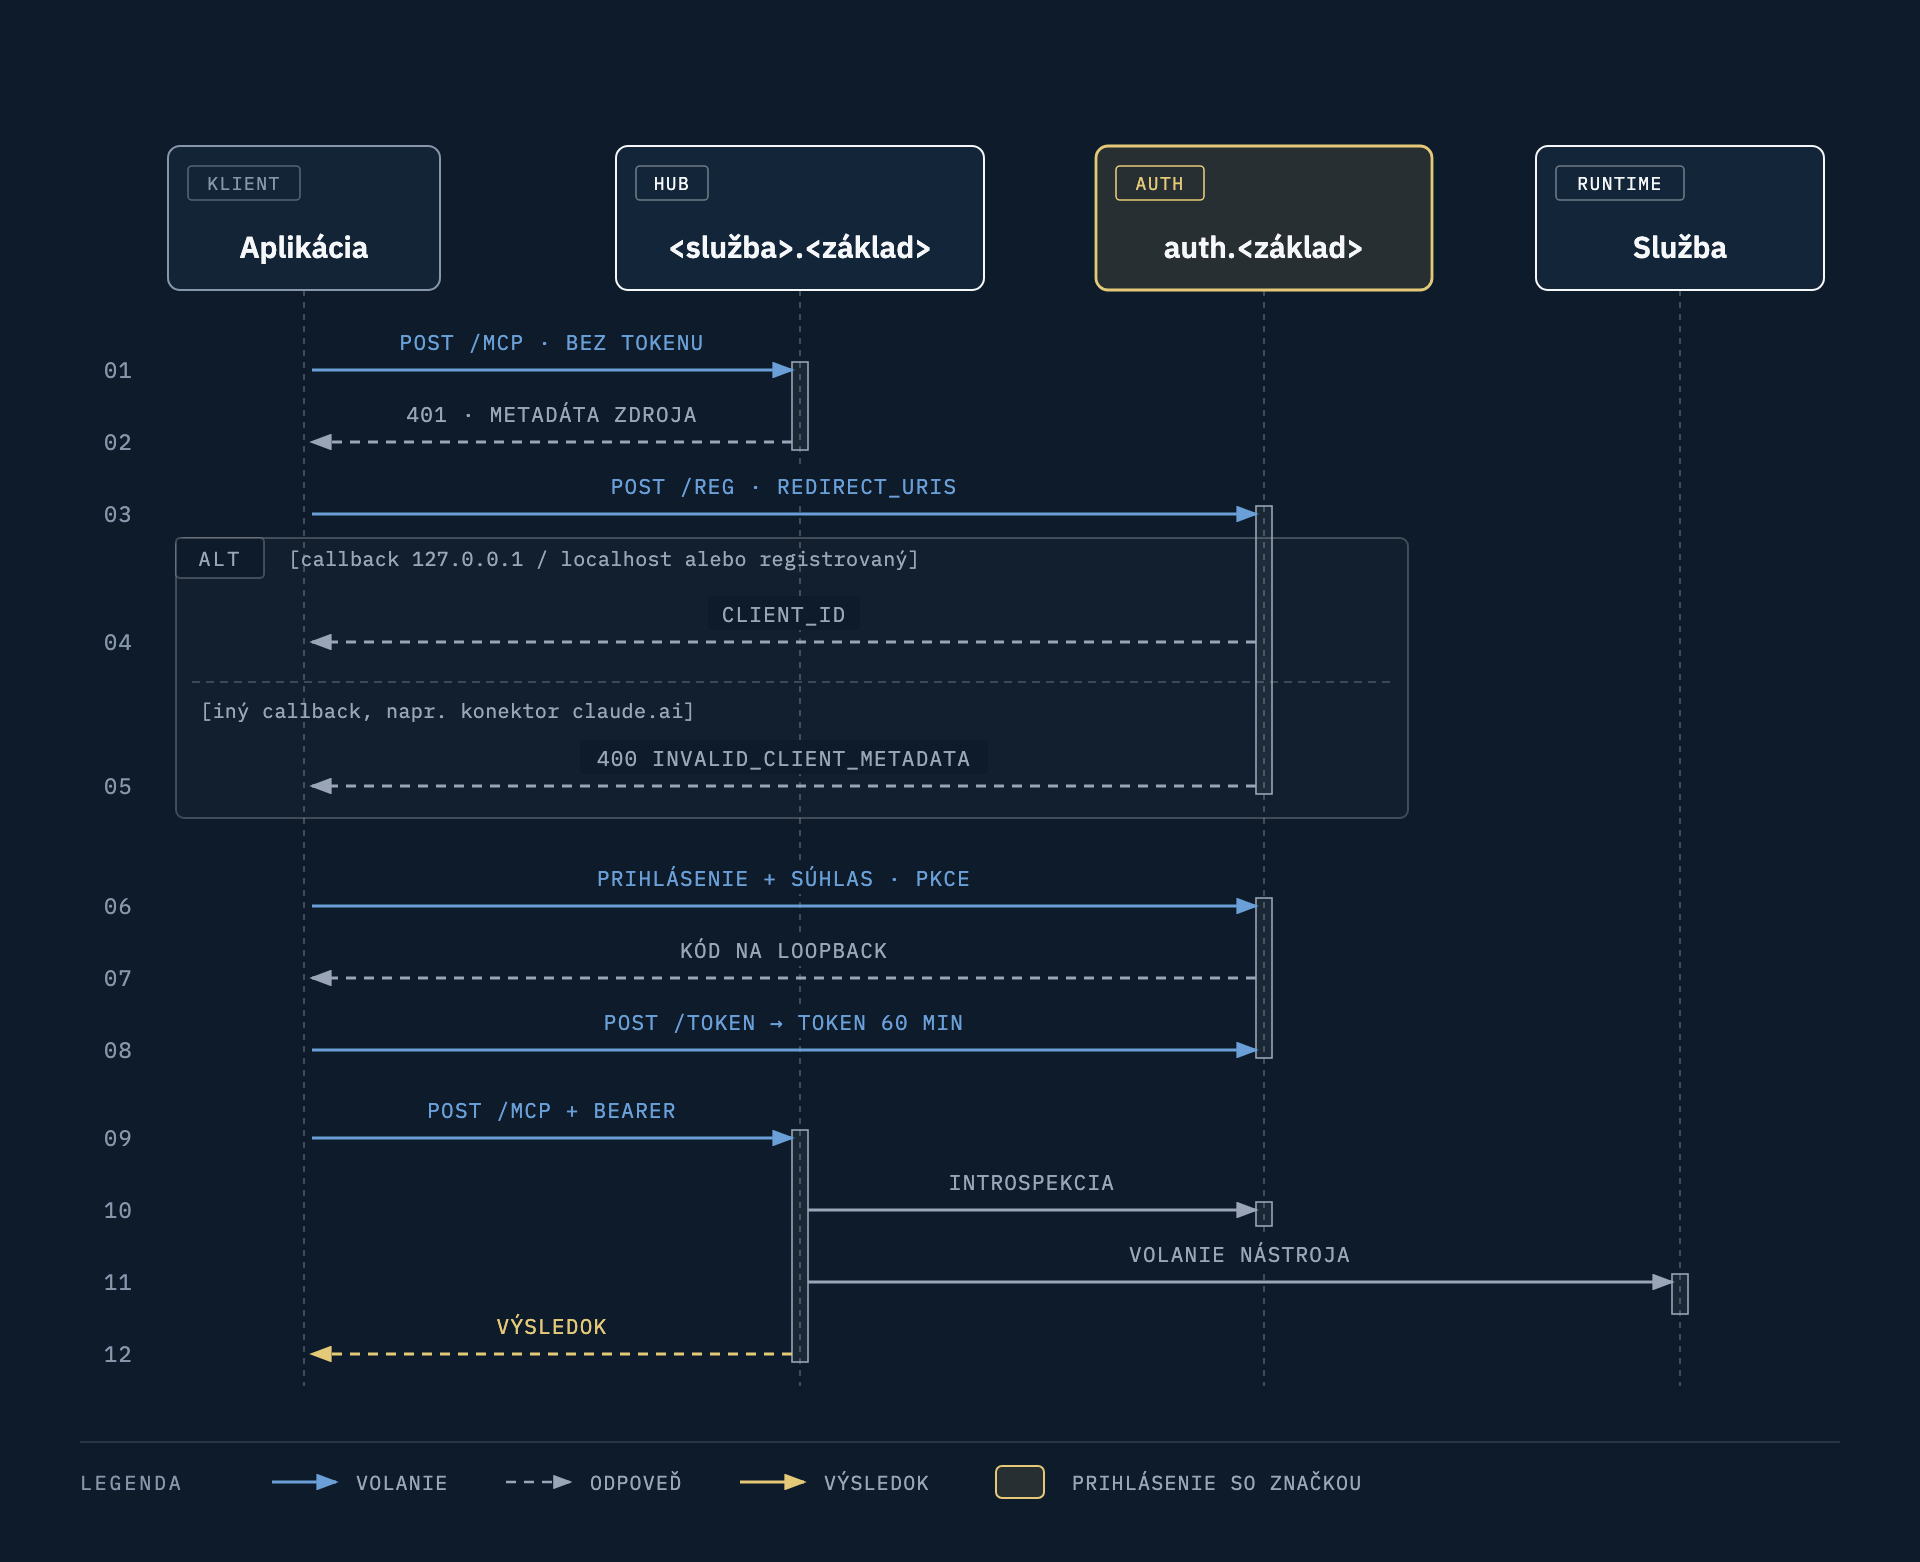 KLIENT
Aplikácia
HUB
<služba>.<základ>
AUTH
auth.<základ>
RUNTIME
Služba
POST /MCP · BEZ TOKENU
01
401 · METADÁTA ZDROJA
02
POST /REG · REDIRECT_URIS
03
ALT [callback 127.0.0.1 / localhost alebo registrovaný]
CLIENT_ID
04
[iný callback, napr. konektor claude.ai]
400 INVALID_CLIENT_METADATA
05
PRIHLÁSENIE + SÚHLAS · PKCE
06
KÓD NA LOOPBACK
07
POST /TOKEN → TOKEN 60 MIN
08
POST /MCP + BEARER
09
INTROSPEKCIA
10
VOLANIE NÁSTROJA
11
VÝSLEDOK
12
LEGENDA VOLANIE ODPOVEĎ VÝSLEDOK PRIHLÁSENIE SO ZNAČKOU